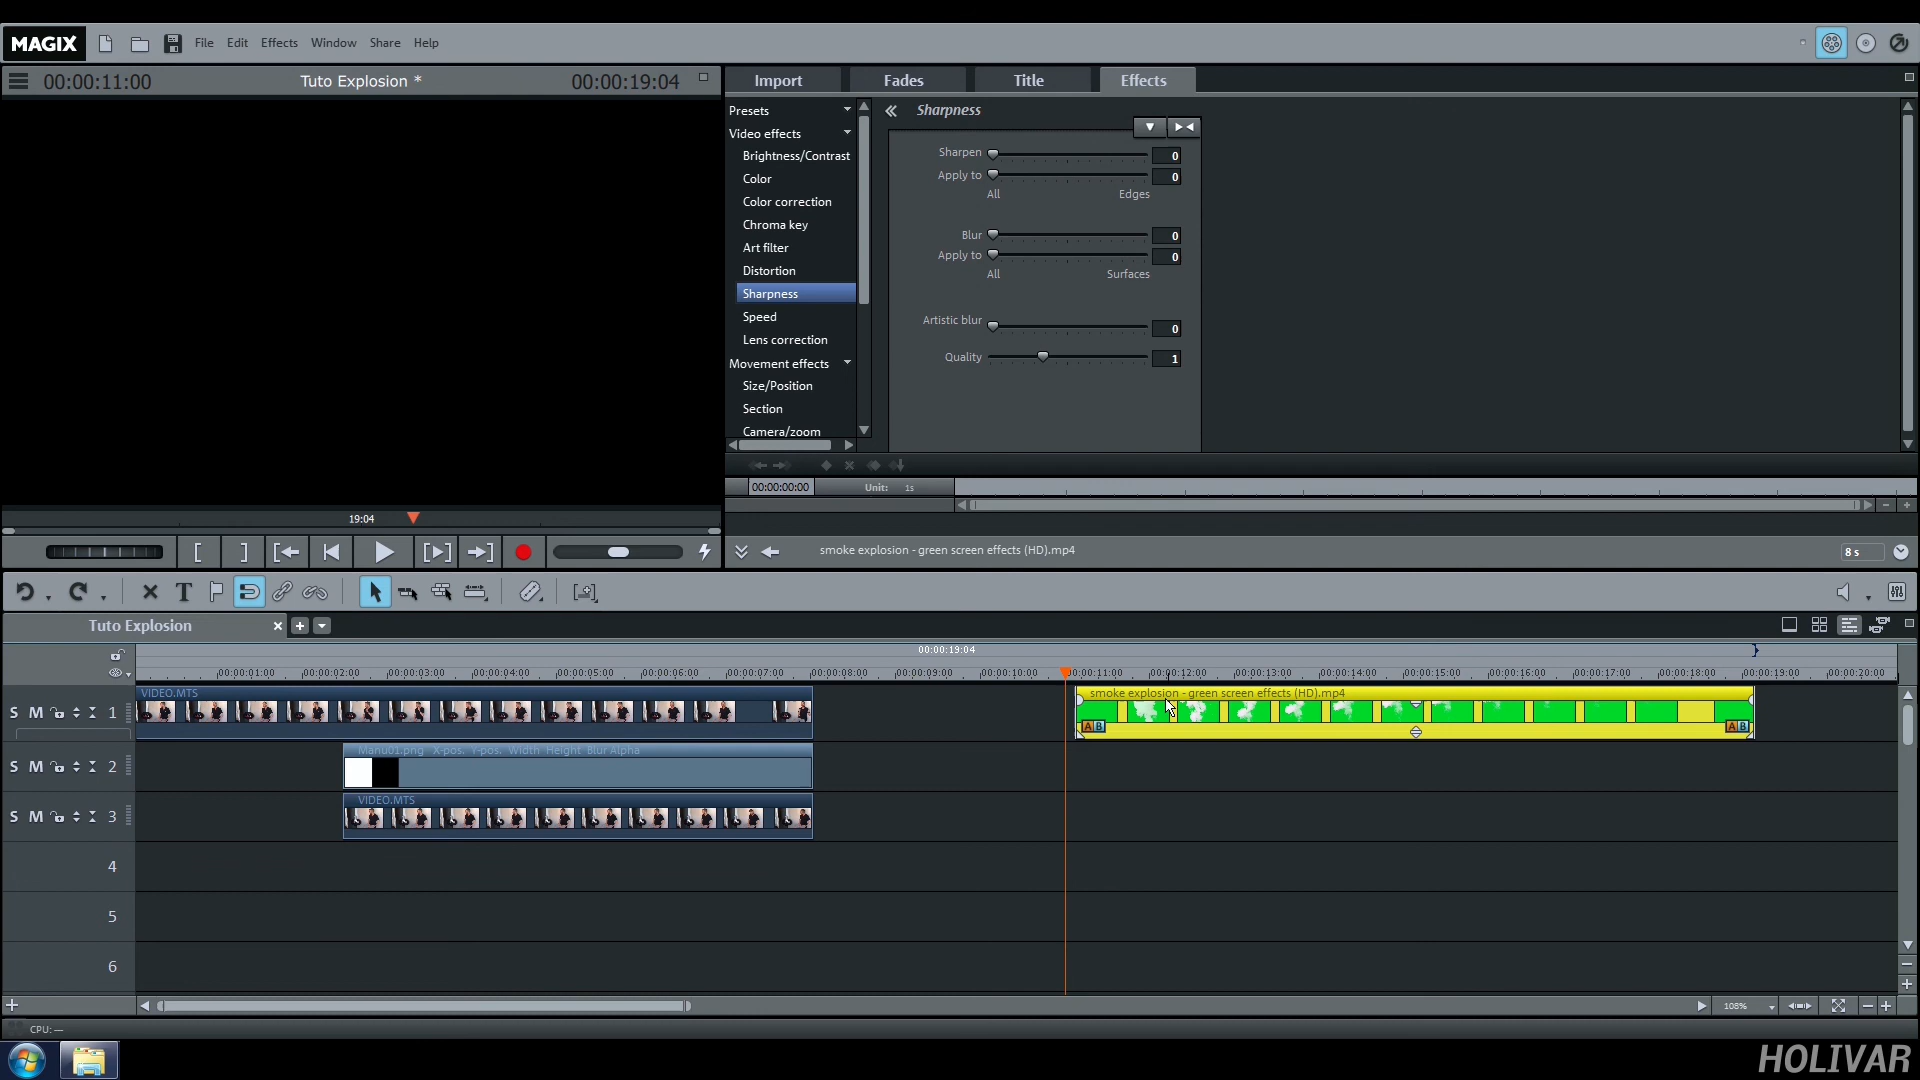 MAGIX File Edit Effects Window Share Help
00:00:11:00 Tuto Explosion * 00:00:19:04
Import Fades Title Effects
Presets
Video effects
Brightness/Contrast
Color
Color correction
Chroma key
Art filter
Distortion
Sharpness
Speed
Lens correction
Movement effects
Size/Position
Section
Camera/zoom
Sharpness
Sharpen 0
Apply to 0
All Edges
Blur 0
Apply to 0
All Surfaces
Artistic blur 0
Quality 1
00:00:00:00 Unit: 1s
19:04
smoke explosion - green screen effects (HD).mp4 8 s
Tuto Explosion
00:00:19:04
00:00:01:00 00:00:02:00 00:00:03:00 00:00:04:00 00:00:05:00 00:00:06:00 00:00:07:00 00:00:08:00 00:00:09:00 00:00:10:00 00:00:11:00 00:00:12:00 00:00:13:00 00:00:14:00 00:00:15:00 00:00:16:00 00:00:17:00 00:00:18:00 00:00:19:00 00:00:20:00
VIDEO.MTS smoke explosion - green screen effects (HD).mp4
S M 1
A B A B
Manu01.png X-pos. Y-pos. Width Height Blur Alpha
S M 2
VIDEO.MTS
S M 3
4
5
6
108%
CPU: —
HOLIVAR